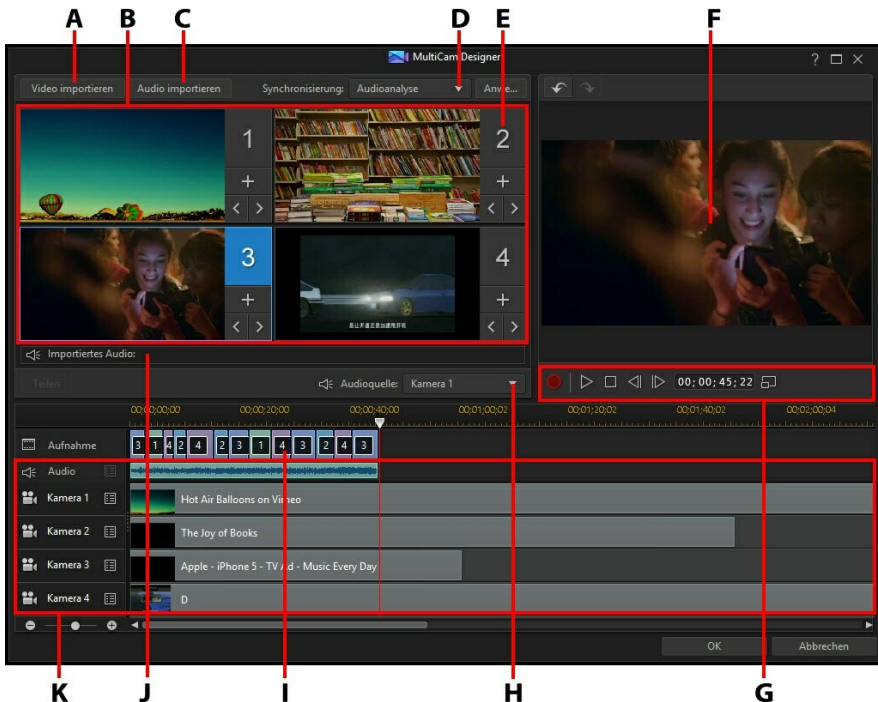 A B C D E F
MultiCam Designer
?
Video importieren Audio importieren Synchronisierung: Audioanalyse Anwe...
1 2
3 4
Importiertes Audio:
Teilen Audioquelle: Kamera 1 00;00;45;22
00;00;00;00 00;00;20;00 00;00;40;00 00;01;00;02 00;01;20;02 00;01;40;02 00;02;00;04
Aufnahme 3 1 4 2 4 2 3 1 4 3 2 4 3
Audio
Kamera 1 Hot Air Balloons on Vimeo
Kamera 2 The Joy of Books
Kamera 3 Apple - iPhone 5 - TV Ad - Music Every Day
Kamera 4 D
OK Abbrechen
K J I H G